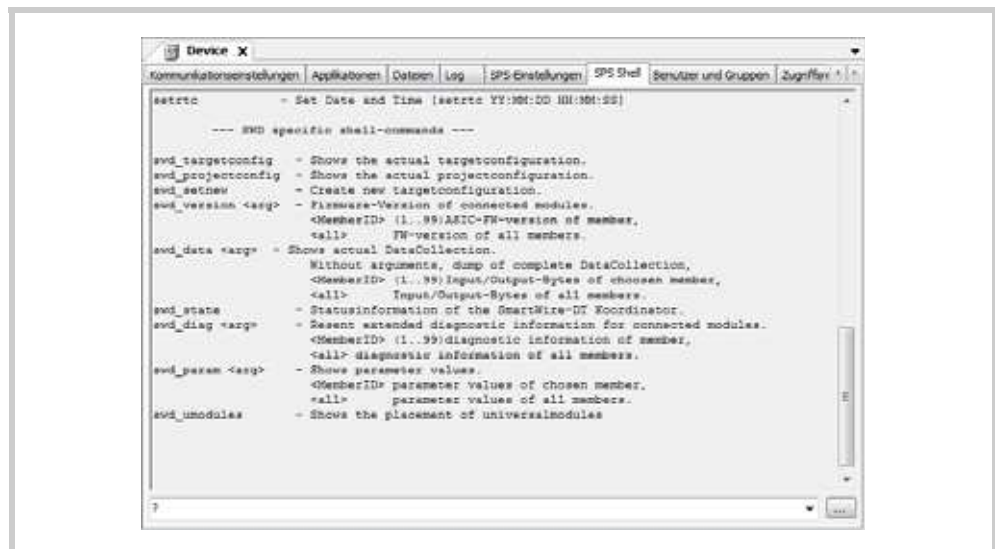 Device X
Kommunikationseinstellungen Applikationen Dateien Log SPS-Einstellungen SPS Shell Benutzer und Gruppen
setrtc - Set Date and Time [setrtc YY:MM:DD HH:MM:SS]
--- SWD specific shell-commands ---
swd_targetconfig - Shows the actual targetconfiguration.
swd_projectconfig - Shows the actual projectconfiguration.
swd_setnew - Create new targetconfiguration.
swd_version <arg> - Firmware-Version of connected modules.
<MemberID> (1..99)ASIC-FW-version of member,
<all> FW-version of all members.
swd_data <arg> - Shows actual DataCollection.
Without arguments, dump of complete DataCollection,
<MemberID> (1..99)Input/Output-Bytes of choosen member,
<all> Input/Output-Bytes of all members.
swd_state - Statusinformation of the SmartWire-DT Koordinator.
swd_diag <arg> - Resent extended diagnostic information for connected modules.
<MemberID> (1..99)diagnostic information of member,
<all> diagnostic information of all members.
swd_param <arg> - Shows parameter values.
<MemberID> parameter values of chosen member,
<all> parameter values of all members.
swd_umodules - Shows the placement of universalmodules
?
...